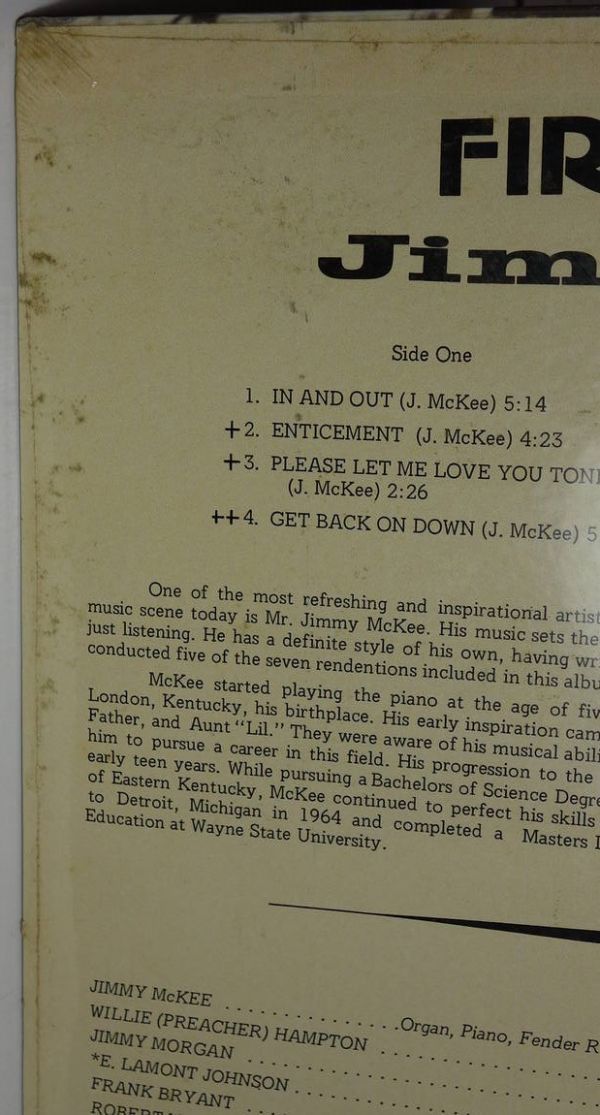 FIR
Jim
Side One
1. IN AND OUT (J. McKee) 5:14
+2. ENTICEMENT (J. McKee) 4:23
+3. PLEASE LET ME LOVE YOU TONI
(J. McKee) 2:26
++4. GET BACK ON DOWN (J. McKee) 5
One of the most refreshing and inspirational artist
music scene today is Mr. Jimmy McKee. His music sets the
just listening. He has a definite style of his own, having wri
conducted five of the seven rendentions included in this albu
McKee started playing the piano at the age of fiv
London, Kentucky, his birthplace. His early inspiration cam
Father, and Aunt "Lil." They were aware of his musical abili
him to pursue a career in this field. His progression to the
early teen years. While pursuing a Bachelors of Science Degre
of Eastern Kentucky, McKee continued to perfect his skills
to Detroit, Michigan in 1964 and completed a Masters I
Education at Wayne State University.
JIMMY McKEE ...............Organ, Piano, Fender R
WILLIE (PREACHER) HAMPTON ...............
JIMMY MORGAN ...............
*E. LAMONT JOHNSON ...............
FRANK BRYANT ...............
ROBERT